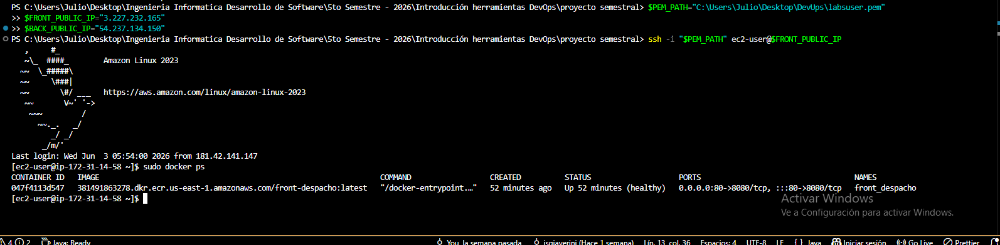 PS C:\Users\Julio\Desktop\Ingenieria Informatica Desarrollo de Software\5to Semestre - 2026\Introducción herramientas DevOps\proyecto semestral> $PEM_PATH="C:\Users\Julio\Desktop\DevOps\labsuser.pem"
>> $FRONT_PUBLIC_IP="3.227.232.165"
>> $BACK_PUBLIC_IP="54.237.134.150"
PS C:\Users\Julio\Desktop\Ingenieria Informatica Desarrollo de Software\5to Semestre - 2026\Introducción herramientas DevOps\proyecto semestral> ssh -i "$PEM_PATH" ec2-user@$FRONT_PUBLIC_IP
   ,     #_
   ~\_  ####_        Amazon Linux 2023
  ~~  \_#####\
  ~~     \###|
  ~~       \#/ ___   https://aws.amazon.com/linux/amazon-linux-2023
   ~~       V~' '->
    ~~~         /
      ~~._.   _/
         _/ _/
       _/m/'
Last login: Wed Jun  3 05:54:00 2026 from 181.42.141.147
[ec2-user@ip-172-31-14-58 ~]$ sudo docker ps
CONTAINER ID   IMAGE   COMMAND   CREATED   STATUS   PORTS   NAMES
047f4113d547   381491863278.dkr.ecr.us-east-1.amazonaws.com/front-despacho:latest   "/docker-entrypoint.…"   52 minutes ago   Up 52 minutes (healthy)   0.0.0.0:80->8080/tcp, :::80->8080/tcp   front_despacho
[ec2-user@ip-172-31-14-58 ~]$
Activar Windows
Ve a Configuración para activar Windows.
4 2 Java: Ready You, la semana pasada isgiaverini (Hace 1 semana) Lín. 13, col. 36 Espacios: 4 UTF-8 LF { } Java Iniciar sesión Go Live Prettier